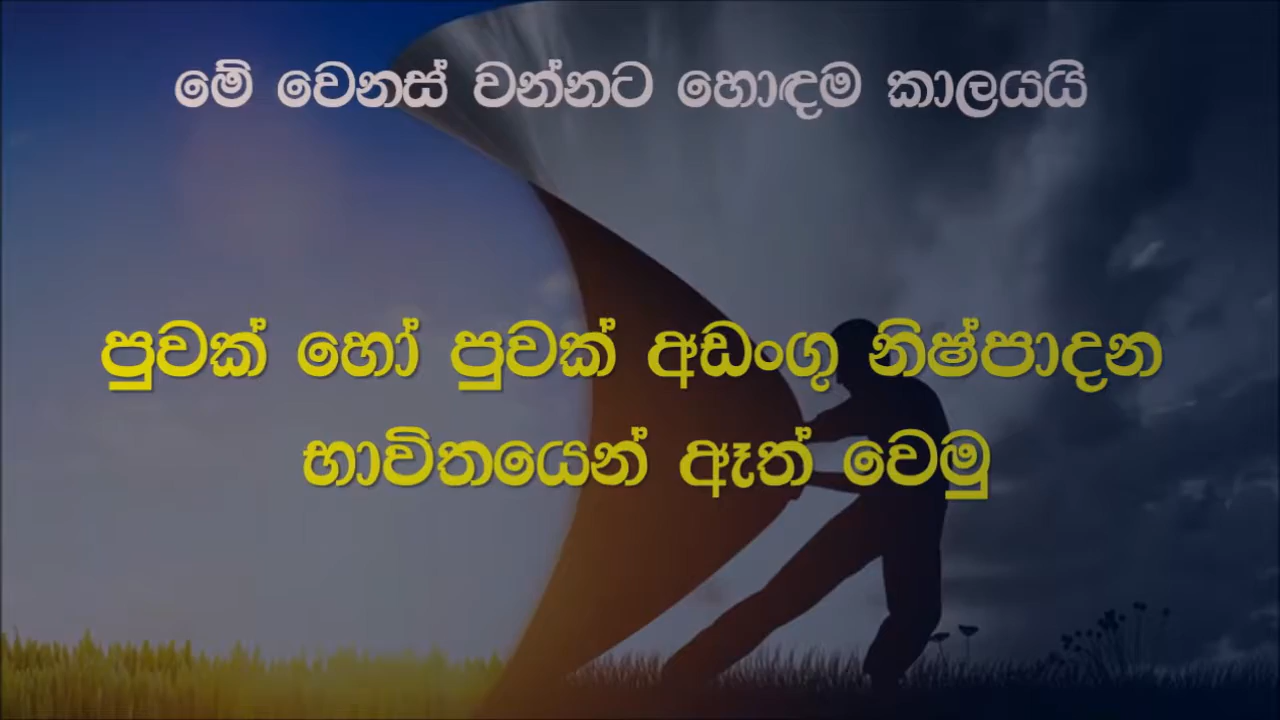 මේ වෙනස් වන්නට හොඳම කාලයයි
පුවක් හෝ පුවක් අඩංගු නිෂ්පාදන
භාවිතයෙන් ඈත් වෙමු